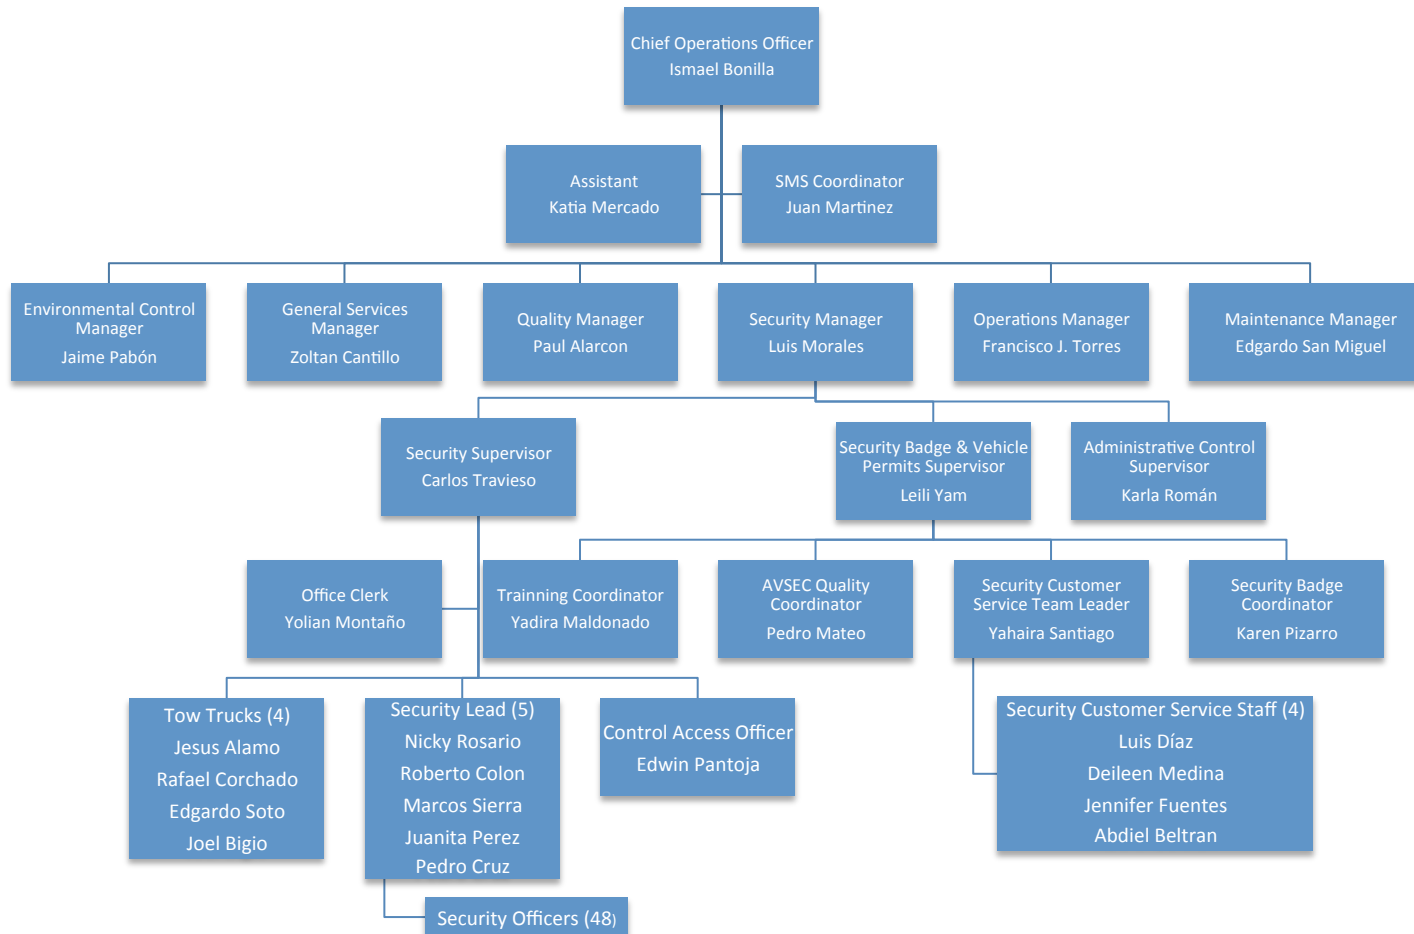 Chief Operations Officer
Ismael Bonilla
Assistant
Katia Mercado
SMS Coordinator
Juan Martinez
Environmental Control
Manager
Jaime Pabón
General Services
Manager
Zoltan Cantillo
Quality Manager
Paul Alarcon
Security Manager
Luis Morales
Operations Manager
Francisco J. Torres
Maintenance Manager
Edgardo San Miguel
Security Supervisor
Carlos Travieso
Security Badge & Vehicle
Permits Supervisor
Leili Yam
Administrative Control
Supervisor
Karla Román
Office Clerk
Yolian Montaño
Trainning Coordinator
Yadira Maldonado
AVSEC Quality
Coordinator
Pedro Mateo
Security Customer
Service Team Leader
Yahaira Santiago
Security Badge
Coordinator
Karen Pizarro
Tow Trucks (4)
Jesus Alamo
Rafael Corchado
Edgardo Soto
Joel Bigio
Security Lead (5)
Nicky Rosario
Roberto Colon
Marcos Sierra
Juanita Perez
Pedro Cruz
Control Access Officer
Edwin Pantoja
Security Customer Service Staff (4)
Luis Díaz
Deileen Medina
Jennifer Fuentes
Abdiel Beltran
Security Officers (48)